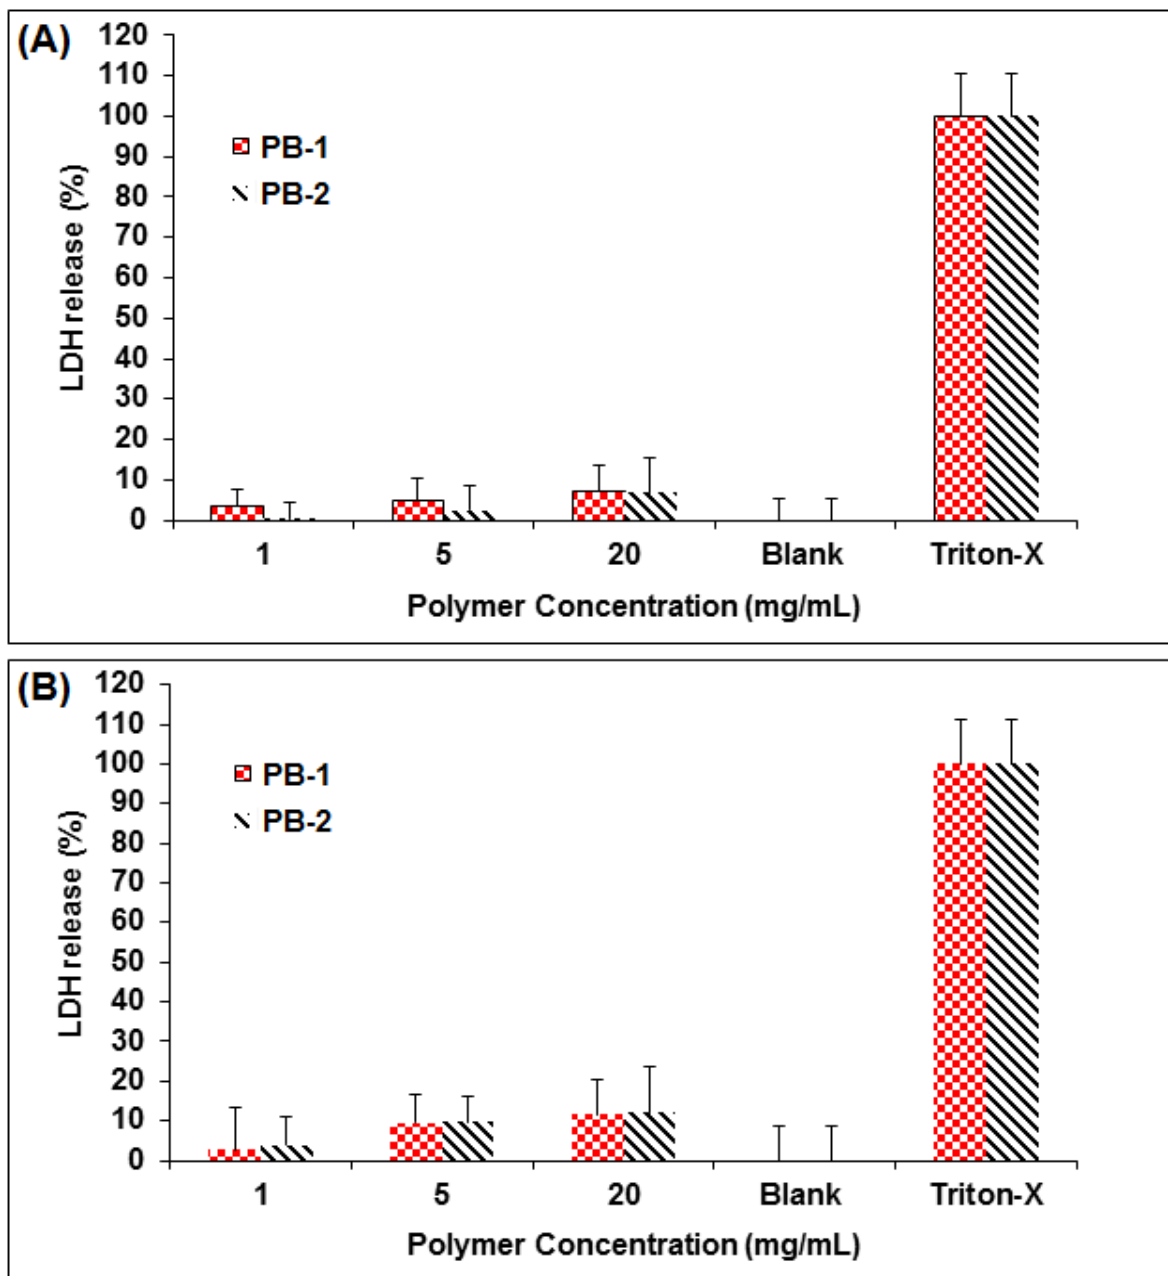 (A)
120
110
100
90
80
70
60
50
40
30
20
10
0
LDH release (%)
PB-1
PB-2
1 5 20 Blank Triton-X
Polymer Concentration (mg/mL)
(B)
120
110
100
90
80
70
60
50
40
30
20
10
0
LDH release (%)
PB-1
PB-2
1 5 20 Blank Triton-X
Polymer Concentration (mg/mL)